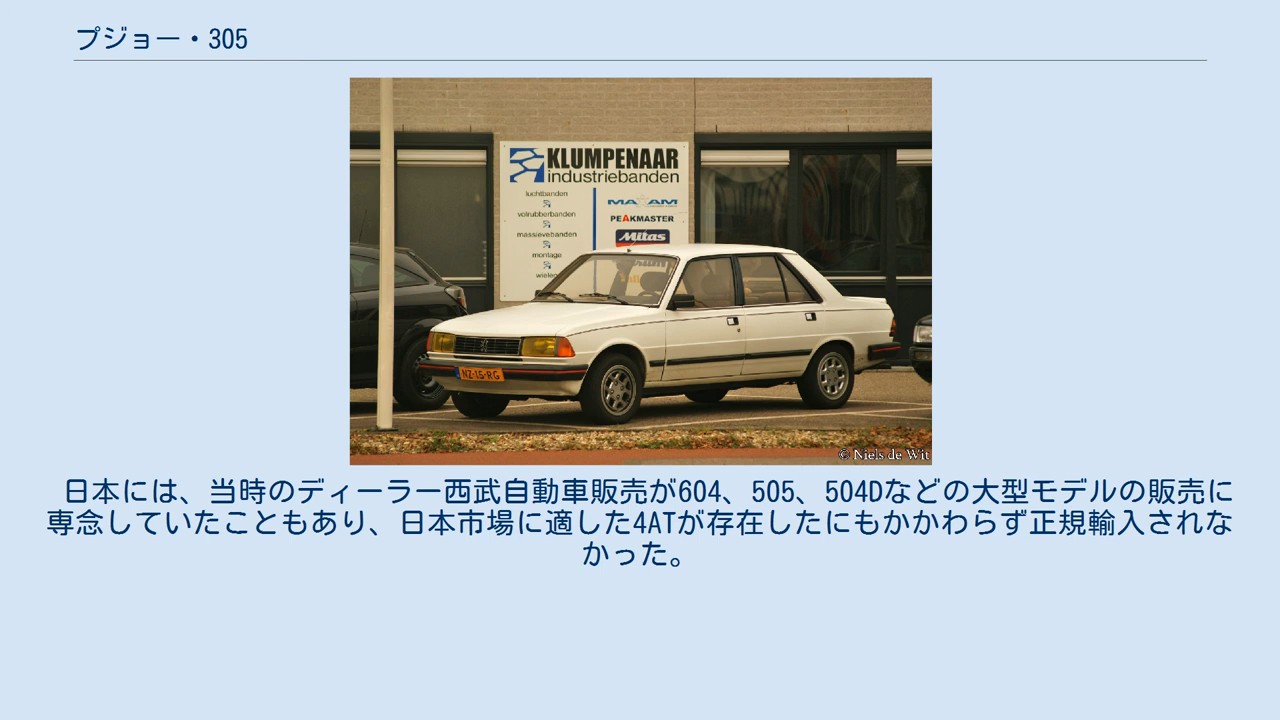 プジョー・305
KLUMPENAAR
industriebanden
luchtbanden
volrubberbanden
massievebanden
montage
wielen
MAXAM
PEAKMASTER
Mitas
NZ-15-RG
© Niels de Wit
日本には、当時のディーラー西武自動車販売が604、505、504Dなどの大型モデルの販売に
専念していたこともあり、日本市場に適した4ATが存在したにもかかわらず正規輸入されな
かった。